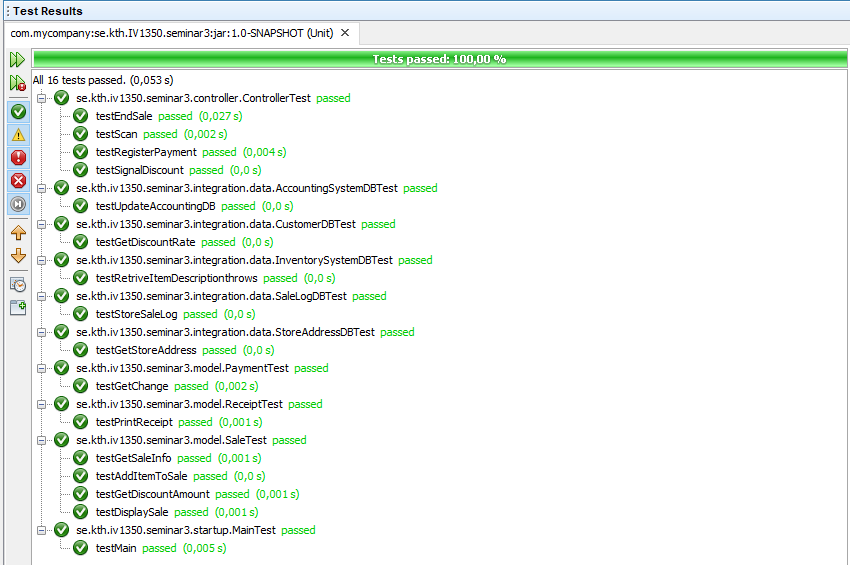 Test Results
com.mycompany:se.kth.IV1350.seminar3:jar:1.0-SNAPSHOT (Unit)
Tests passed: 100,00 %
All 16 tests passed. (0,053 s)
se.kth.iv1350.seminar3.controller.ControllerTest passed
testEndSale passed (0,027 s)
testScan passed (0,002 s)
testRegisterPayment passed (0,004 s)
testSignalDiscount passed (0,0 s)
se.kth.iv1350.seminar3.integration.data.AccountingSystemDBTest passed
testUpdateAccountingDB passed (0,0 s)
se.kth.iv1350.seminar3.integration.data.CustomerDBTest passed
testGetDiscountRate passed (0,0 s)
se.kth.iv1350.seminar3.integration.data.InventorySystemDBTest passed
testRetriveItemDescriptionthrows passed (0,0 s)
se.kth.iv1350.seminar3.integration.data.SaleLogDBTest passed
testStoreSaleLog passed (0,0 s)
se.kth.iv1350.seminar3.integration.data.StoreAddressDBTest passed
testGetStoreAddress passed (0,0 s)
se.kth.iv1350.seminar3.model.PaymentTest passed
testGetChange passed (0,002 s)
se.kth.iv1350.seminar3.model.ReceiptTest passed
testPrintReceipt passed (0,001 s)
se.kth.iv1350.seminar3.model.SaleTest passed
testGetSaleInfo passed (0,001 s)
testAddItemToSale passed (0,0 s)
testGetDiscountAmount passed (0,001 s)
testDisplaySale passed (0,001 s)
se.kth.iv1350.seminar3.startup.MainTest passed
testMain passed (0,005 s)